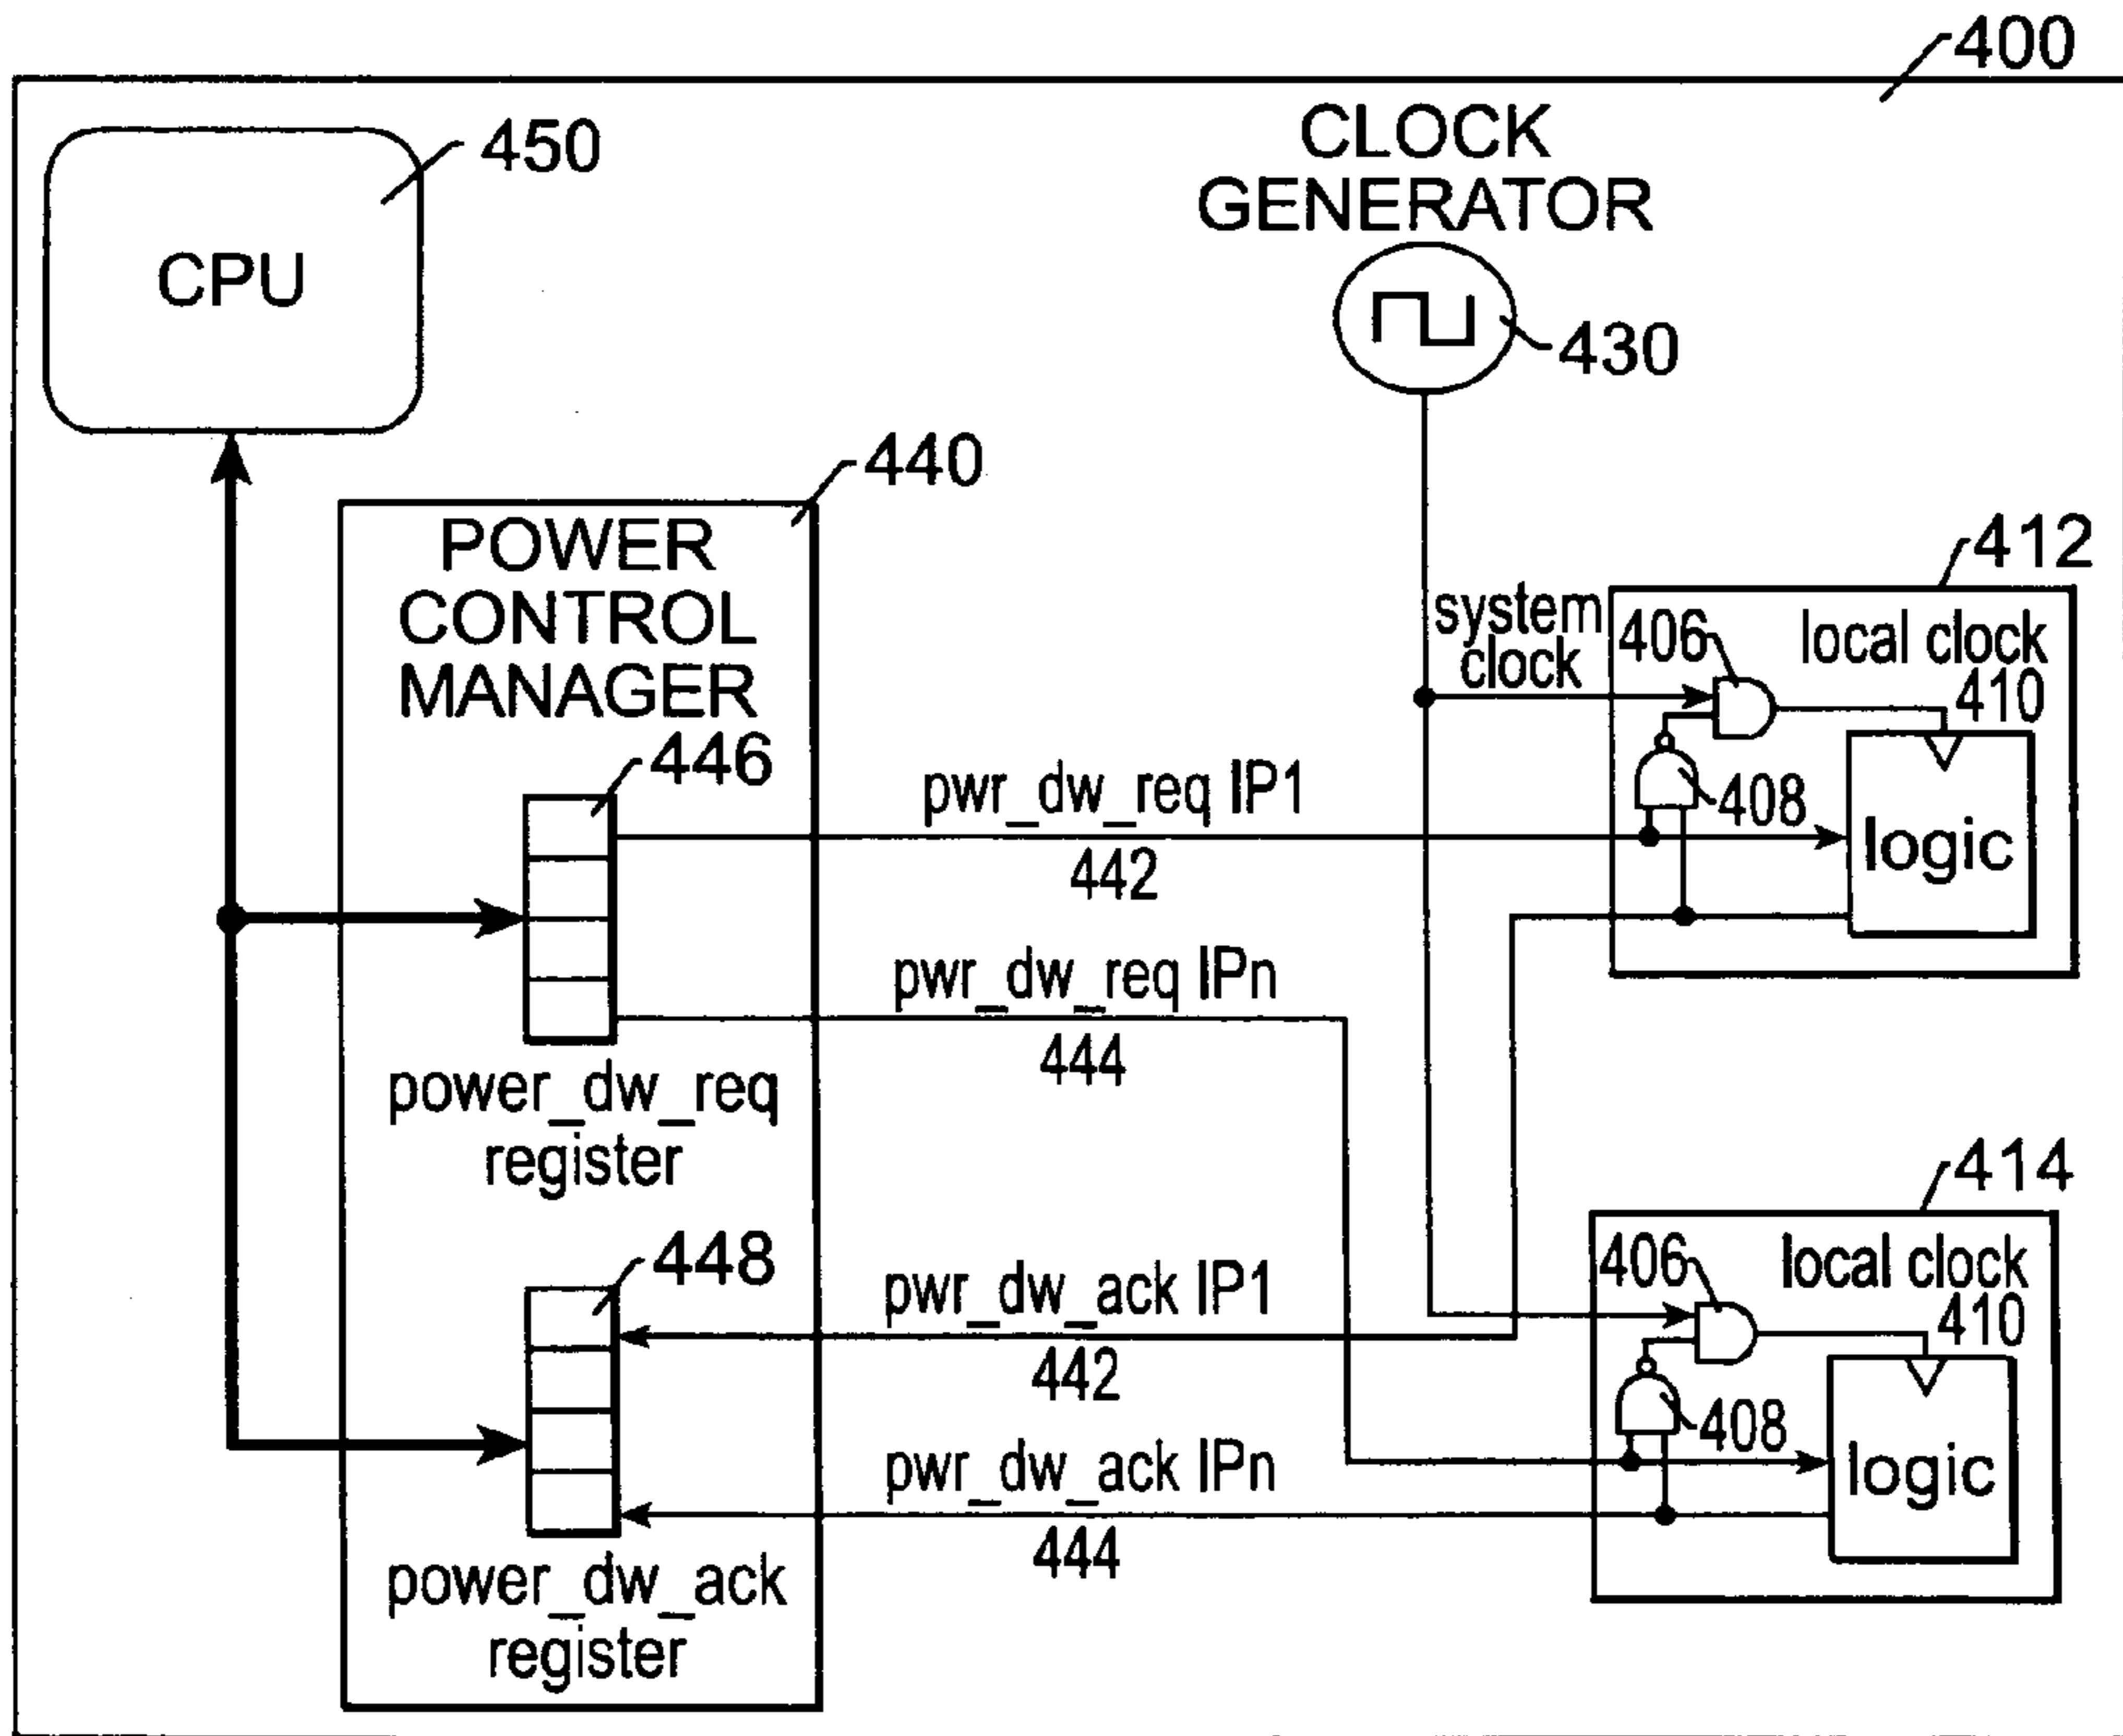 400
450
CPU
CLOCK
GENERATOR
430
440
POWER
CONTROL
MANAGER
446
pwr_dw_req IP1
442
pwr_dw_req IPn
444
power_dw_req
register
448
pwr_dw_ack IP1
442
pwr_dw_ack IPn
444
power_dw_ack
register
system
clock
412
406
local clock
410
408
logic
414
406
local clock
410
408
logic